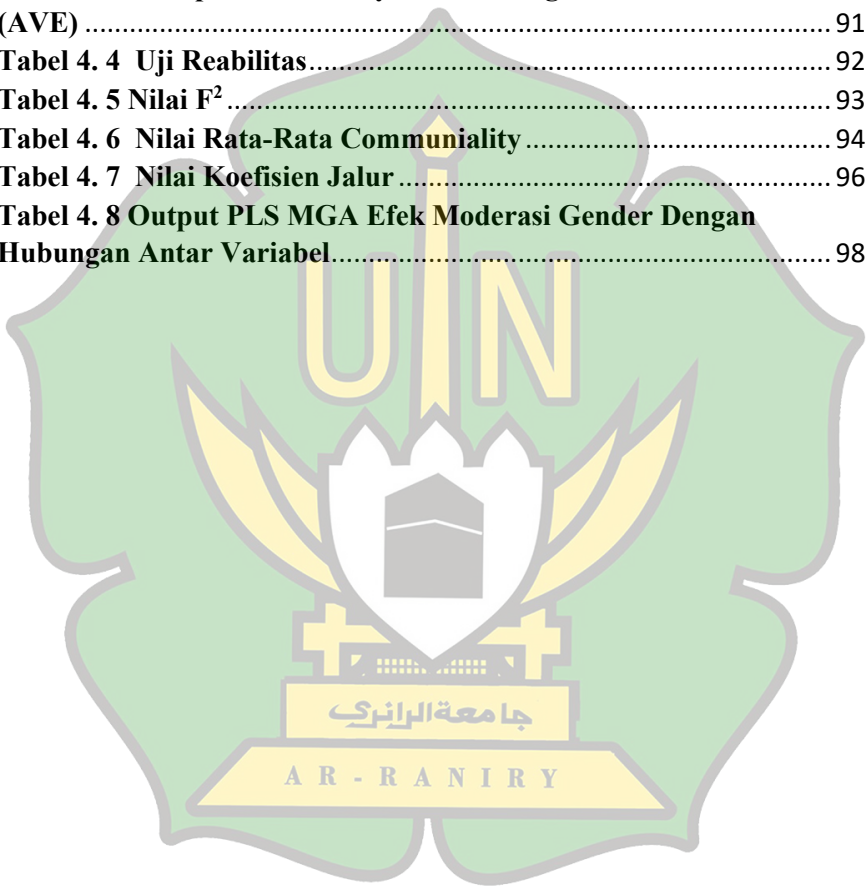 (AVE) ........ 91
Tabel 4. 4 Uji Reabilitas ........ 92
Tabel 4. 5 Nilai F² ........ 93
Tabel 4. 6 Nilai Rata-Rata Communiality ........ 94
Tabel 4. 7 Nilai Koefisien Jalur ........ 96
Tabel 4. 8 Output PLS MGA Efek Moderasi Gender Dengan
Hubungan Antar Variabel ........ 98
UIN
جامعة الرانري
AR-RANIRY